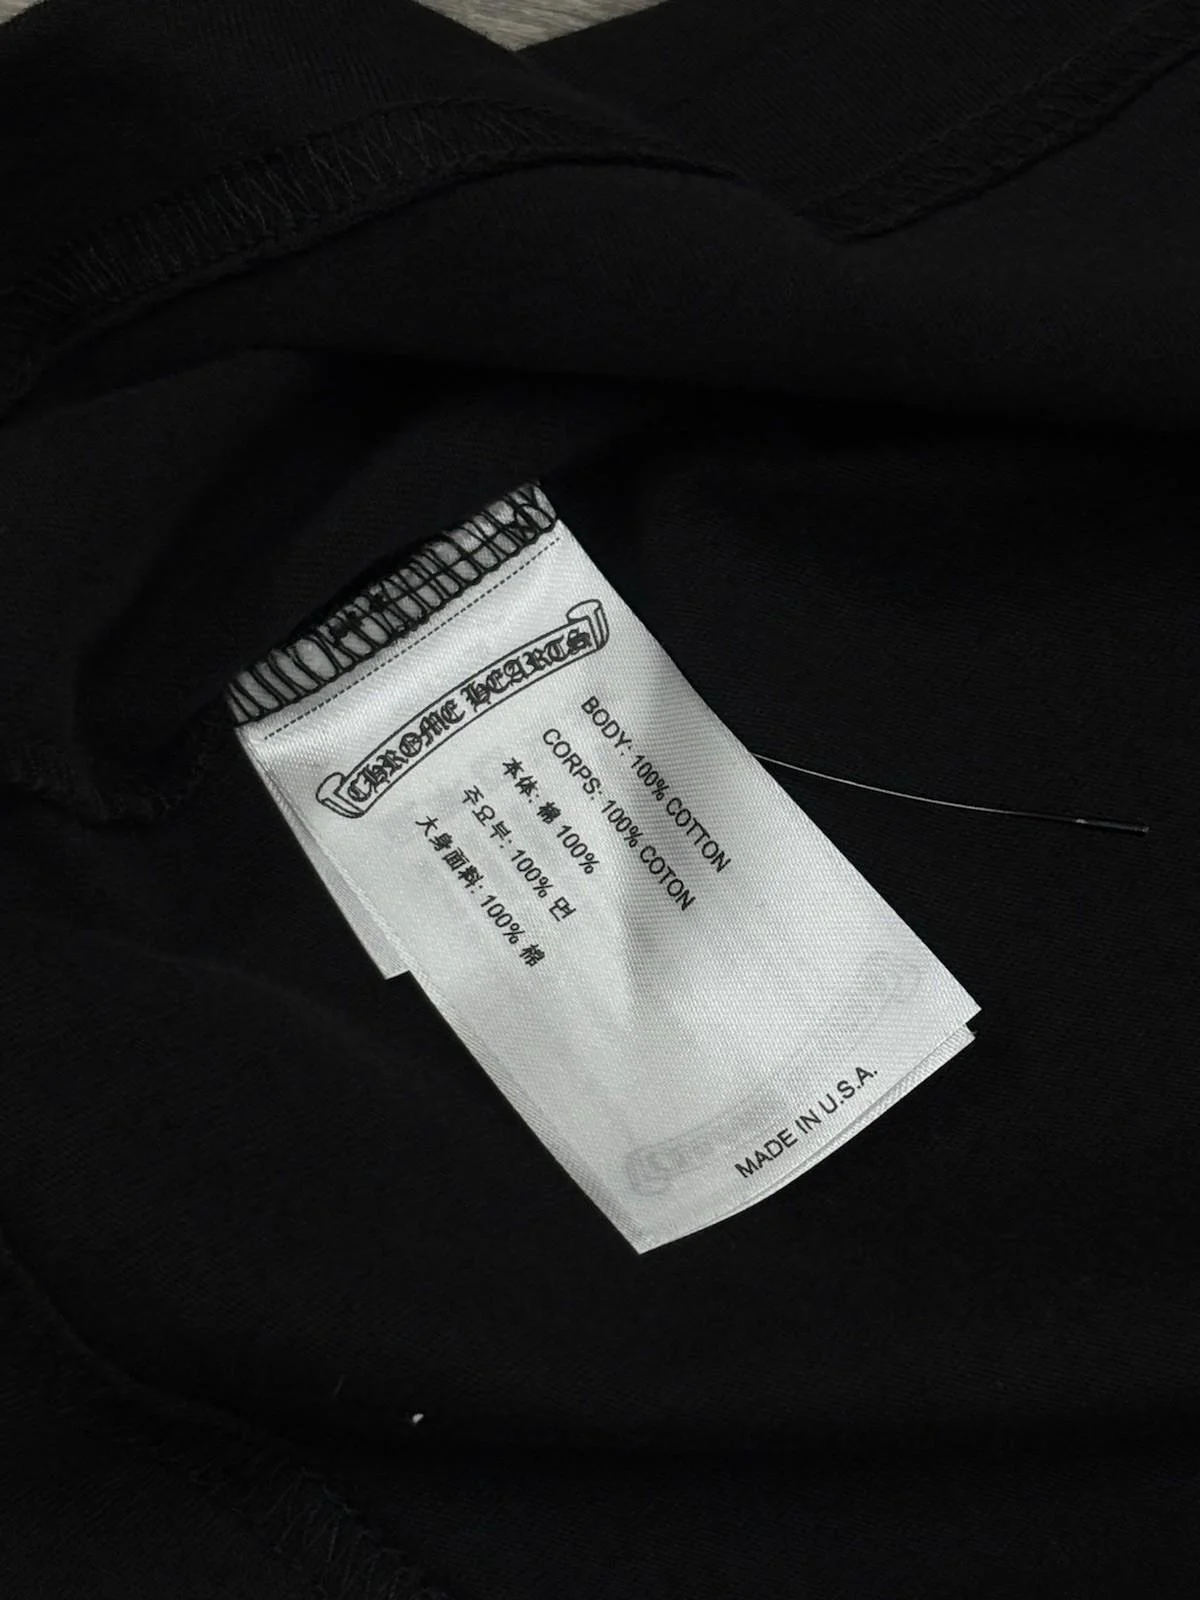 CHROME HEARTS
BODY: 100% COTTON
CORPS: 100% COTON
本体: 棉 100%
주요부: 100% 면
大身面料: 100% 棉
MADE IN U.S.A.